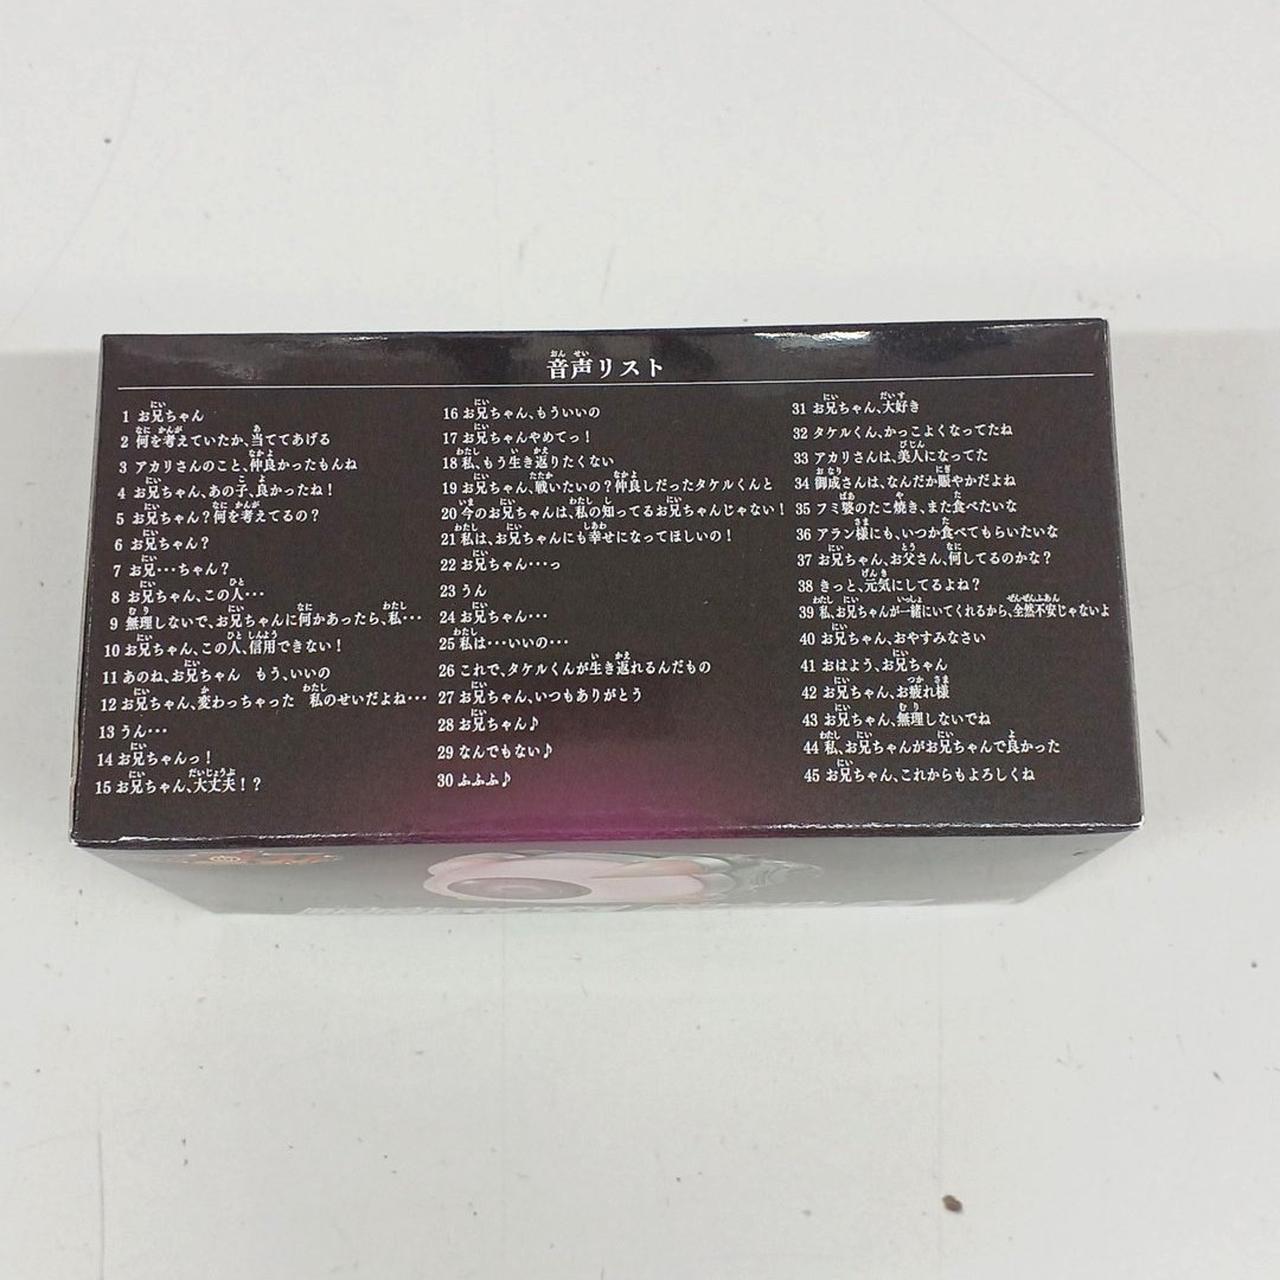 音声リスト
1 お兄ちゃん
2 何を考えていたか、当ててあげる
3 アカリさんのこと、仲良かったもんね
4 お兄ちゃん、あの子、良かったね!
5 お兄ちゃん?何を考えてるの?
6 お兄ちゃん?
7 お兄…ちゃん?
8 お兄ちゃん、この人…
9 無理しないで、お兄ちゃんに何かあったら、私…
10 お兄ちゃん、この人、信用できない!
11 あのね、お兄ちゃん もう、いいの
12 お兄ちゃん、変わっちゃった 私のせいだよね…
13 うん…
14 お兄ちゃんっ!
15 お兄ちゃん、大丈夫!?
16 お兄ちゃん、もういいの
17 お兄ちゃんやめてっ!
18 私、もう生き返りたくない
19 お兄ちゃん、戦いたいの?仲良しだったタケルくんと
20 今のお兄ちゃんは、私の知ってるお兄ちゃんじゃない!
21 私は、お兄ちゃんにも幸せになってほしいの!
22 お兄ちゃん…っ
23 うん
24 お兄ちゃん…
25 私は…いいの…
26 これで、タケルくんが生き返れるんだもの
27 お兄ちゃん、いつもありがとう
28 お兄ちゃん♪
29 なんでもない♪
30 ふふふ♪
31 お兄ちゃん、大好き
32 タケルくん、かっこよくなってたね
33 アカリさんは、美人になってた
34 御成さんは、なんだか賑やかだよね
35 フミ婆のたこ焼き、また食べたいな
36 アラン様にも、いつか食べてもらいたいな
37 お兄ちゃん、お父さん、何してるのかな?
38 きっと、元気にしてるよね?
39 私、お兄ちゃんが一緒にいてくれるから、全然不安じゃないよ
40 お兄ちゃん、おやすみなさい
41 おはよう、お兄ちゃん
42 お兄ちゃん、お疲れ様
43 お兄ちゃん、無理しないでね
44 私、お兄ちゃんがお兄ちゃんで良かった
45 お兄ちゃん、これからもよろしくね